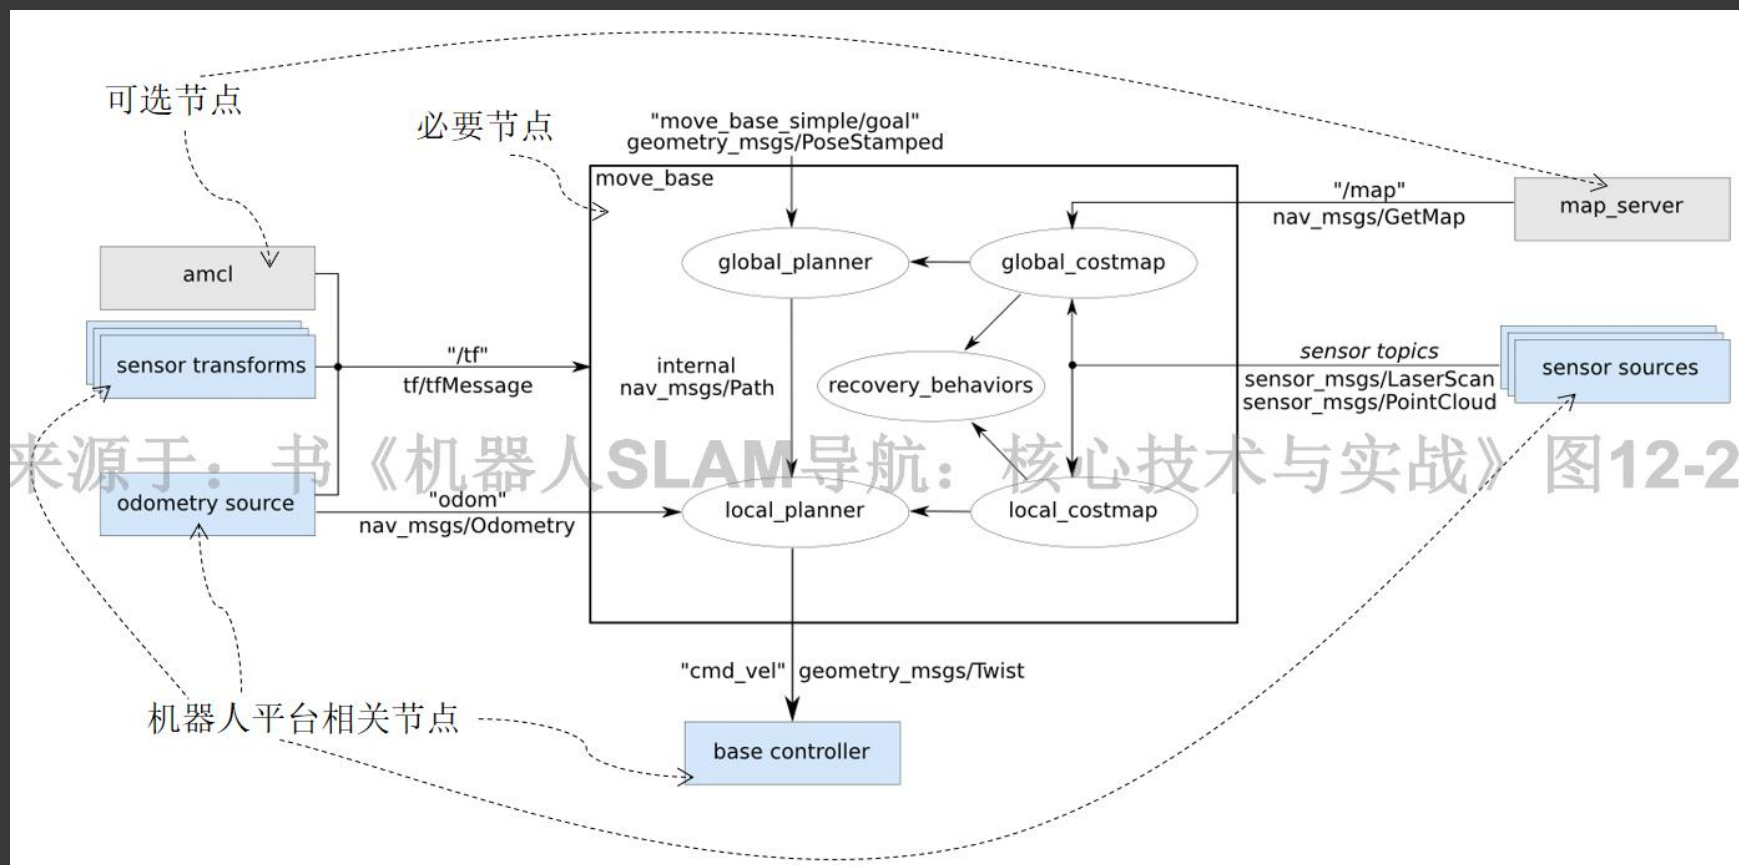 可选节点
必要节点
"move_base_simple/goal"
geometry_msgs/PoseStamped
move_base
"/map"
nav_msgs/GetMap
map_server
global_planner
global_costmap
amcl
sensor transforms
"/tf"
tf/tfMessage
internal
nav_msgs/Path
recovery_behaviors
sensor topics
sensor_msgs/LaserScan
sensor_msgs/PointCloud
sensor sources
来源于：书《机器人SLAM导航：核心技术与实战》图12-2
odometry source
"odom"
nav_msgs/Odometry
local_planner
local_costmap
"cmd_vel" geometry_msgs/Twist
机器人平台相关节点
base controller